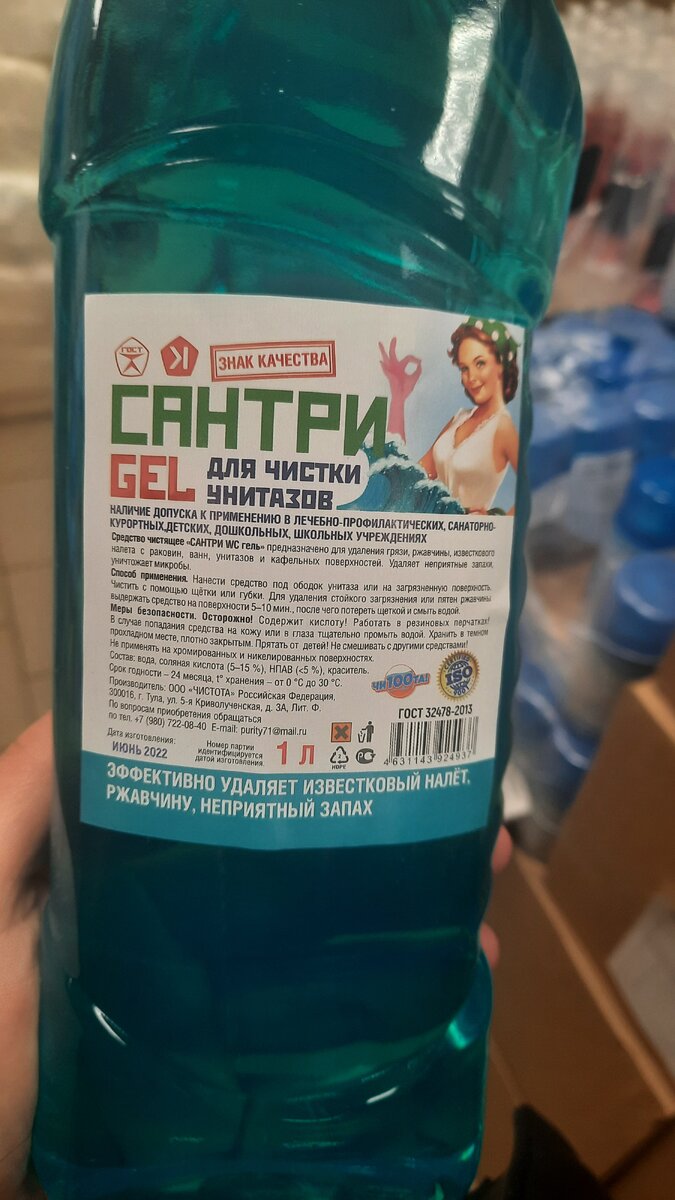 ГОСТ
ЗНАК КАЧЕСТВА
САНТРИ
GEL ДЛЯ ЧИСТКИ
УНИТАЗОВ
НАЛИЧИЕ ДОПУСКА К ПРИМЕНЕНИЮ В ЛЕЧЕБНО-ПРОФИЛАКТИЧЕСКИХ, САНАТОРНО-
КУРОРТНЫХ,ДЕТСКИХ, ДОШКОЛЬНЫХ, ШКОЛЬНЫХ УЧРЕЖДЕНИЯХ
Средство чистящее «САНТРИ WC гель» предназначено для удаления грязи, ржавчины, известкового
налета с раковин, ванн, унитазов и кафельных поверхностей. Удаляет неприятные запахи,
уничтожает микробы.
Способ применения. Нанести средство под ободок унитаза или на загрязненную поверхность.
Чистить с помощью щётки или губки. Для удаления стойкого загрязнения или пятен ржавчины
выдержать средство на поверхности 5–10 мин., после чего потереть щеткой и смыть водой.
Меры безопасности. Осторожно! Содержит кислоту! Работать в резиновых перчатках!
В случае попадания средства на кожу или в глаза тщательно промыть водой. Хранить в темном
прохладном месте, плотно закрытым. Прятать от детей! Не смешивать с другими средствами!
Не применять на хромированных и никелированных поверхностях.
Состав: вода, соляная кислота (5–15 %), НПАВ (<5 %), краситель.
Срок годности – 24 месяца, t° хранения – от 0 °С до 30 °С.
Производитель: ООО «ЧИСТОТА» Российская Федерация,
300016, г. Тула, ул. 5-я Криволученская, д. 3А, Лит. Ф.
По вопросам приобретения обращаться
по тел. +7 (980) 722-08-40 E-mail: purity71@mail.ru
чи100та!
ISO
ГОСТ 32478-2013
Дата изготовления:
ИЮНЬ 2022
Номер партии
идентифицируется
датой изготовления
1 л
2
HDPE
4 631143 924937
ЭФФЕКТИВНО УДАЛЯЕТ ИЗВЕСТКОВЫЙ НАЛЁТ,
РЖАВЧИНУ, НЕПРИЯТНЫЙ ЗАПАХ